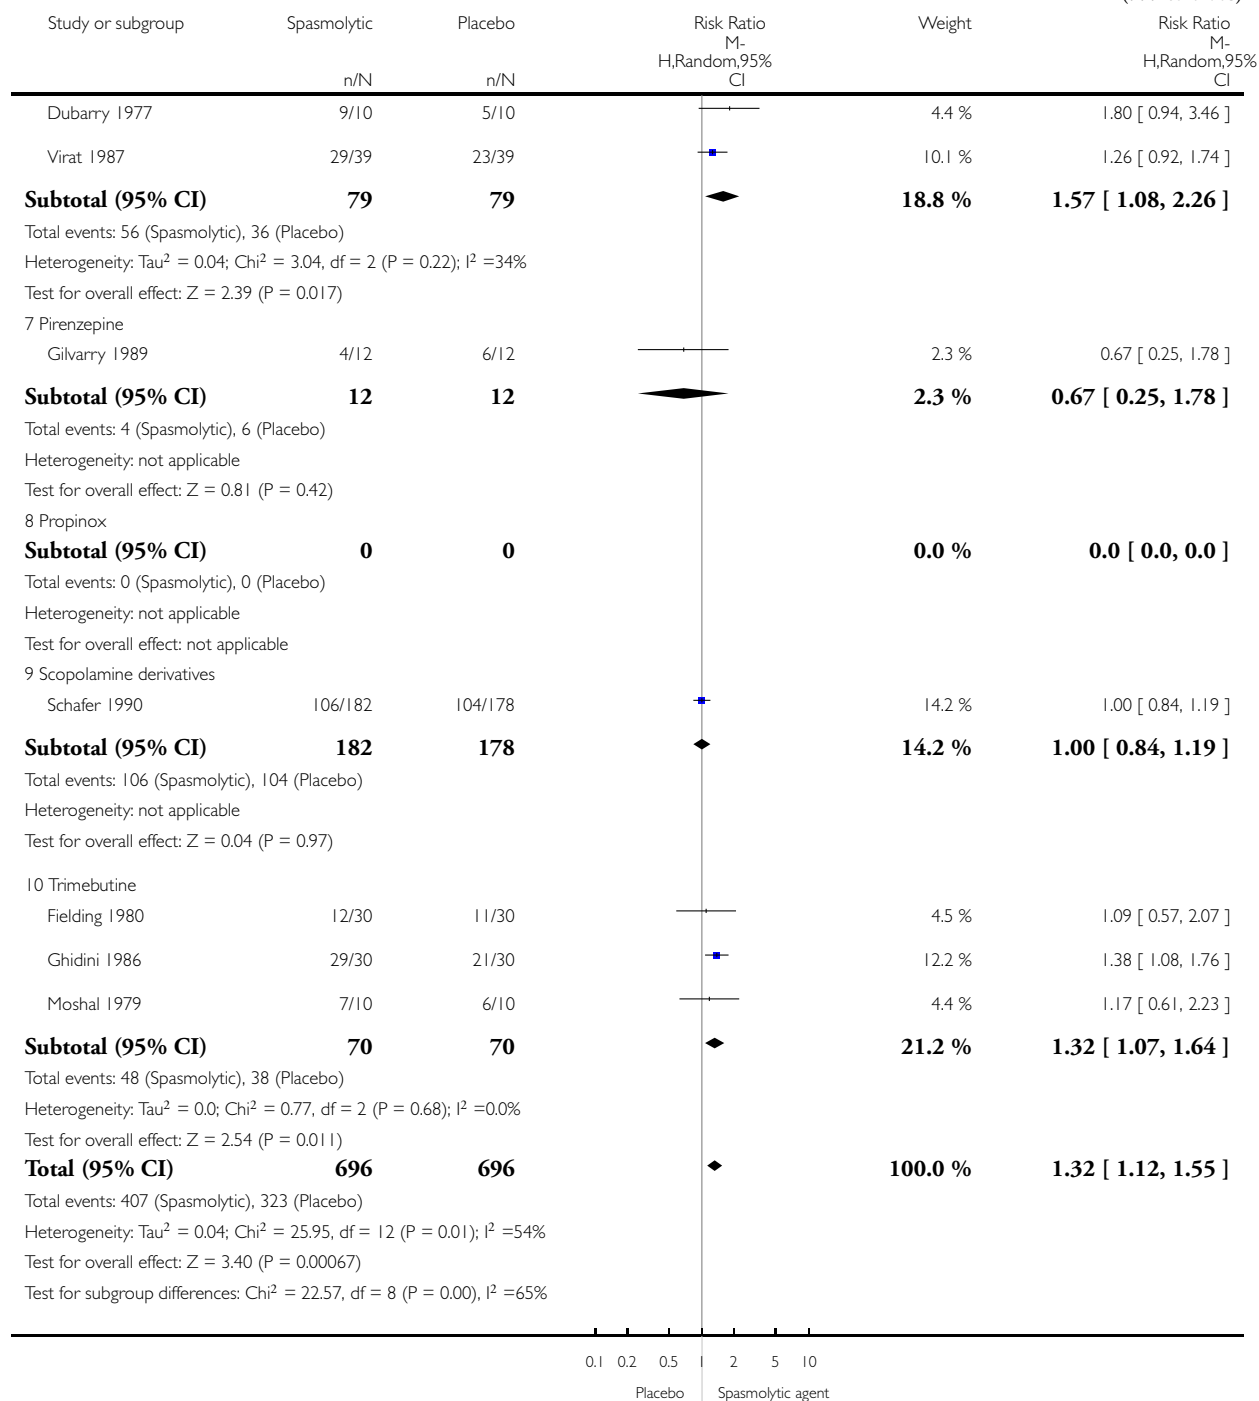 Study or subgroup Spasmolytic Placebo Risk Ratio Weight Risk Ratio
M- M-
H,Random,95% H,Random,95%
n/N n/N CI CI
Dubarry 1977 9/10 5/10 4.4 % 1.80 [ 0.94, 3.46 ]
Virat 1987 29/39 23/39 10.1 % 1.26 [ 0.92, 1.74 ]
Subtotal (95% CI) 79 79 18.8 % 1.57 [ 1.08, 2.26 ]
Total events: 56 (Spasmolytic), 36 (Placebo)
Heterogeneity: Tau² = 0.04; Chi² = 3.04, df = 2 (P = 0.22); I² =34%
Test for overall effect: Z = 2.39 (P = 0.017)
7 Pirenzepine
Gilvarry 1989 4/12 6/12 2.3 % 0.67 [ 0.25, 1.78 ]
Subtotal (95% CI) 12 12 2.3 % 0.67 [ 0.25, 1.78 ]
Total events: 4 (Spasmolytic), 6 (Placebo)
Heterogeneity: not applicable
Test for overall effect: Z = 0.81 (P = 0.42)
8 Propinox
Subtotal (95% CI) 0 0 0.0 % 0.0 [ 0.0, 0.0 ]
Total events: 0 (Spasmolytic), 0 (Placebo)
Heterogeneity: not applicable
Test for overall effect: not applicable
9 Scopolamine derivatives
Schafer 1990 106/182 104/178 14.2 % 1.00 [ 0.84, 1.19 ]
Subtotal (95% CI) 182 178 14.2 % 1.00 [ 0.84, 1.19 ]
Total events: 106 (Spasmolytic), 104 (Placebo)
Heterogeneity: not applicable
Test for overall effect: Z = 0.04 (P = 0.97)
10 Trimebutine
Fielding 1980 12/30 11/30 4.5 % 1.09 [ 0.57, 2.07 ]
Ghidini 1986 29/30 21/30 12.2 % 1.38 [ 1.08, 1.76 ]
Moshal 1979 7/10 6/10 4.4 % 1.17 [ 0.61, 2.23 ]
Subtotal (95% CI) 70 70 21.2 % 1.32 [ 1.07, 1.64 ]
Total events: 48 (Spasmolytic), 38 (Placebo)
Heterogeneity: Tau² = 0.0; Chi² = 0.77, df = 2 (P = 0.68); I² =0.0%
Test for overall effect: Z = 2.54 (P = 0.011)
Total (95% CI) 696 696 100.0 % 1.32 [ 1.12, 1.55 ]
Total events: 407 (Spasmolytic), 323 (Placebo)
Heterogeneity: Tau² = 0.04; Chi² = 25.95, df = 12 (P = 0.01); I² =54%
Test for overall effect: Z = 3.40 (P = 0.00067)
Test for subgroup differences: Chi² = 22.57, df = 8 (P = 0.00), I² =65%
0.1 0.2 0.5 1 2 5 10
Placebo Spasmolytic agent